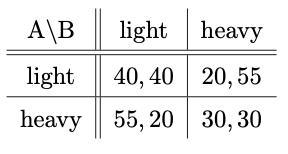 A\B light heavy
light 40, 40 20, 55
heavy 55, 20 30, 30